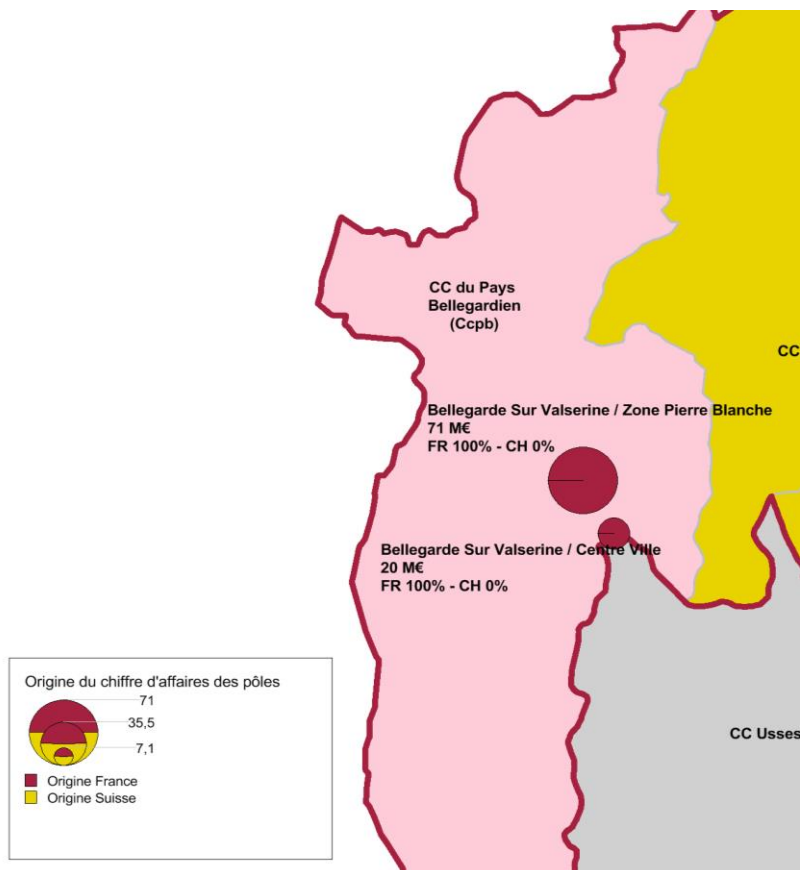 CC du Pays
Bellegardien
(Ccpb)
CC
Bellegarde Sur Valserine / Zone Pierre Blanche
71 M€
FR 100% - CH 0%
Bellegarde Sur Valserine / Centre Ville
20 M€
FR 100% - CH 0%
CC Usses
Origine du chiffre d'affaires des pôles
71
35,5
7,1
Origine France
Origine Suisse